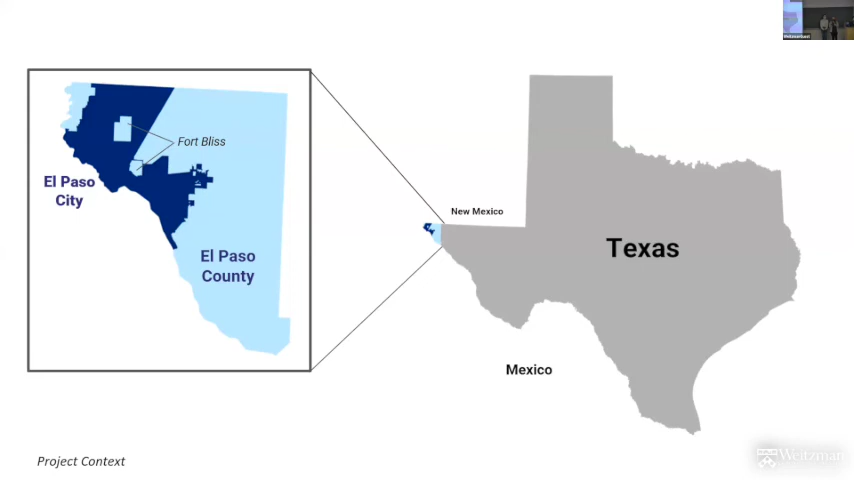 Fort Bliss
El Paso
City
El Paso
County
New Mexico
Texas
Mexico
Project Context
Weitzman